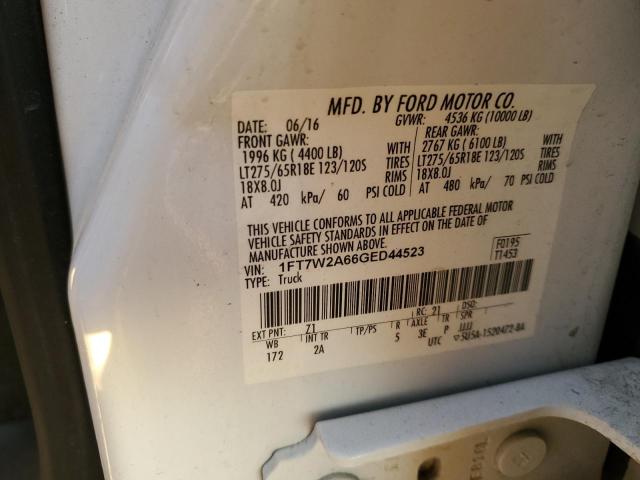 MFD. BY FORD MOTOR CO.
DATE: 06/16 GVWR: 4536 KG (10000 LB)
FRONT GAWR: REAR GAWR:
1996 KG ( 4400 LB) WITH 2767 KG ( 6100 LB) WITH
LT275/65R18E 123/120S TIRES LT275/65R18E 123/120S TIRES
18X8.0J RIMS 18X8.0J RIMS
AT 420 kPa/ 60 PSI COLD AT 480 kPa/ 70 PSI COLD
THIS VEHICLE CONFORMS TO ALL APPLICABLE FEDERAL MOTOR
VEHICLE SAFETY STANDARDS IN EFFECT ON THE DATE OF
MANUFACTURE SHOWN ABOVE.
VIN: 1FT7W2A66GED44523 F0195
TYPE: Truck T1453
EXT PNT: Z1 RC: 21 DSO:
WB INT TR TP/PS R AXLE TR SPR
172 2A 5 3E P JJJJ
UTC ▽5U5A-1520472-BA